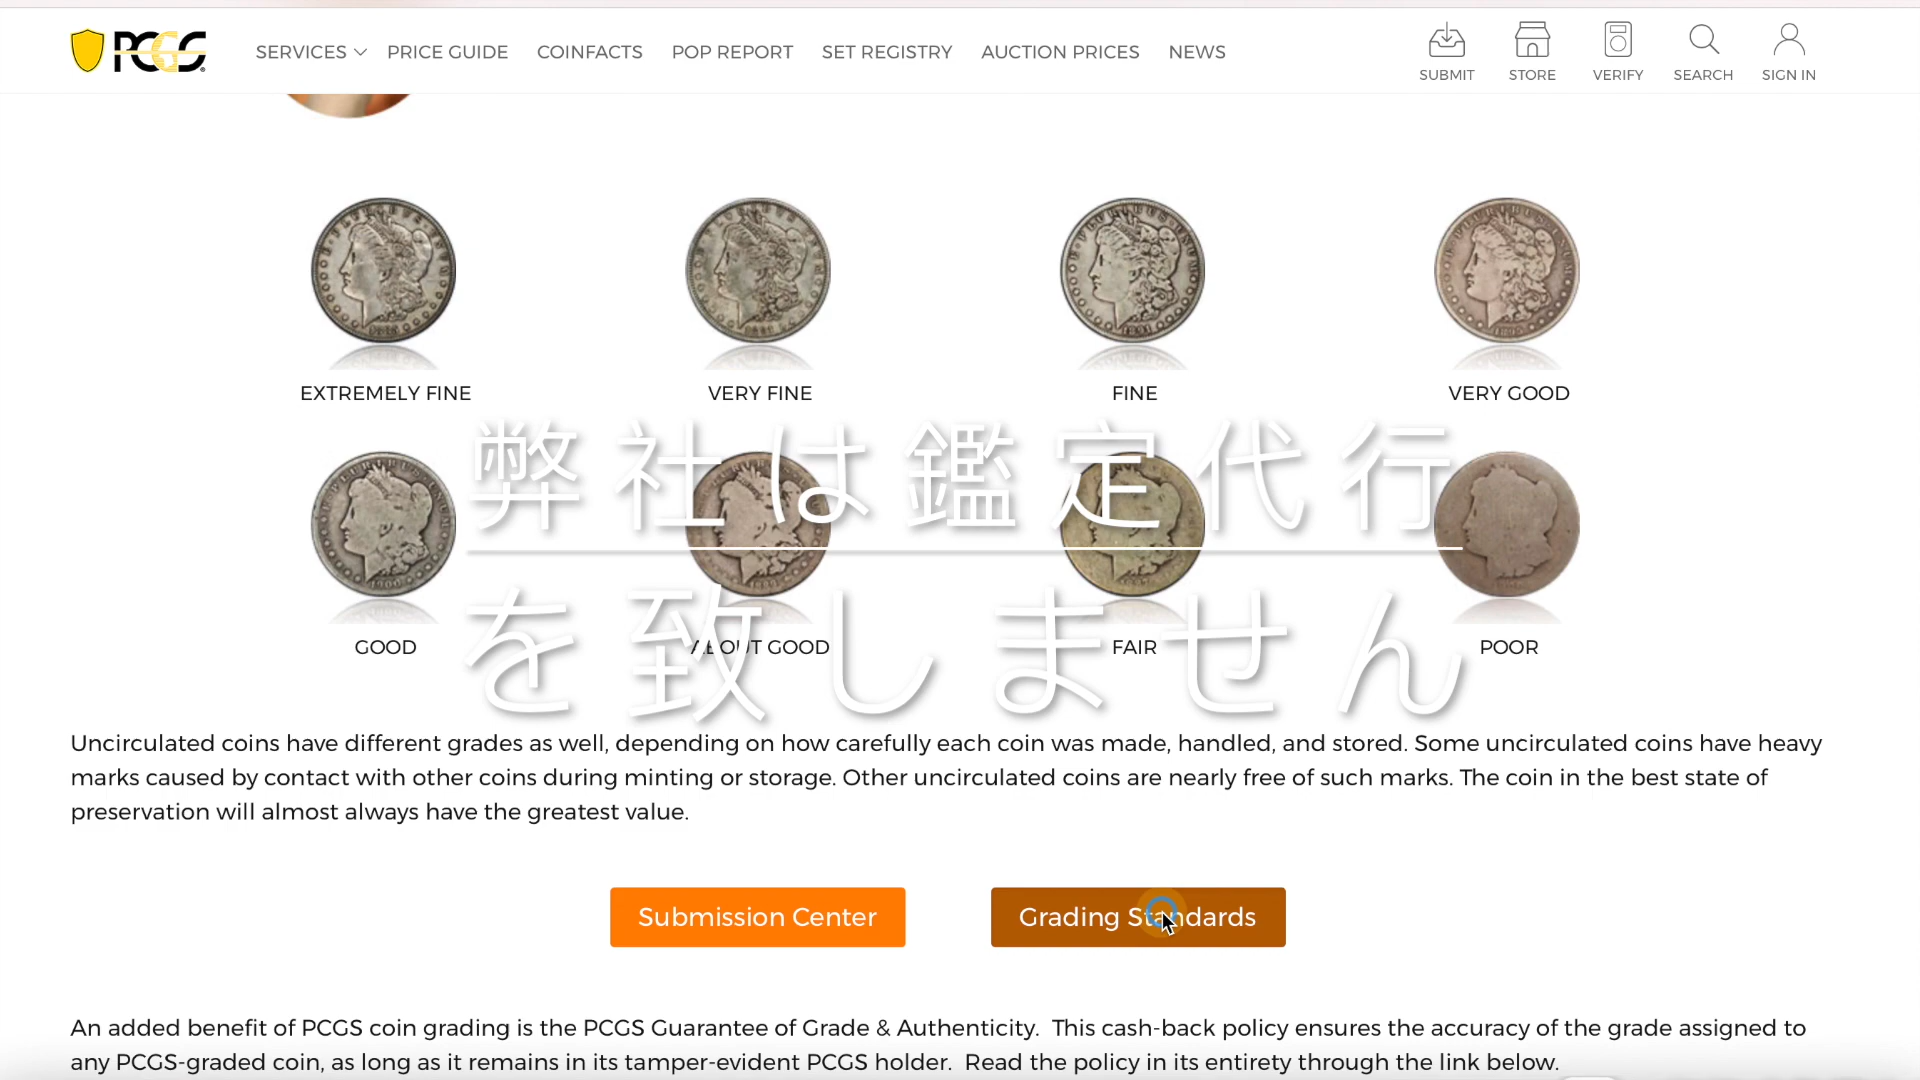 PCGS
SERVICES PRICE GUIDE COINFACTS POP REPORT SET REGISTRY AUCTION PRICES NEWS
SUBMIT STORE VERIFY SEARCH SIGN IN
EXTREMELY FINE VERY FINE FINE VERY GOOD
弊社は鑑定代行
を致しません
GOOD ABOUT GOOD FAIR POOR
Uncirculated coins have different grades as well, depending on how carefully each coin was made, handled, and stored. Some uncirculated coins have heavy
marks caused by contact with other coins during minting or storage. Other uncirculated coins are nearly free of such marks. The coin in the best state of
preservation will almost always have the greatest value.
Submission Center Grading Standards
An added benefit of PCGS coin grading is the PCGS Guarantee of Grade & Authenticity. This cash-back policy ensures the accuracy of the grade assigned to
any PCGS-graded coin, as long as it remains in its tamper-evident PCGS holder. Read the policy in its entirety through the link below.